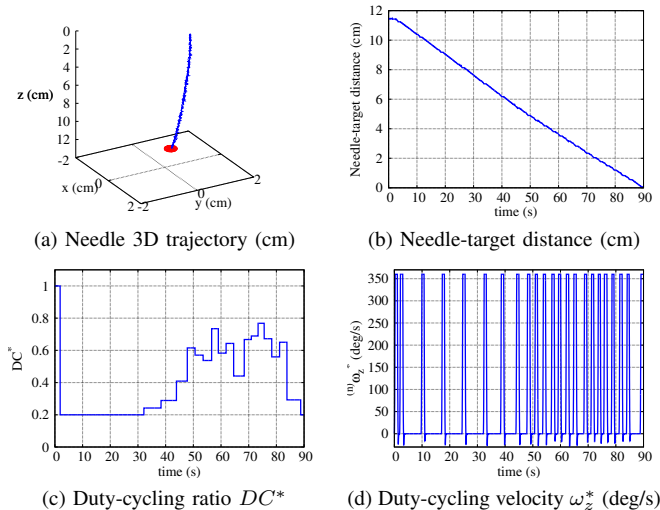 0
2
4
6
8
10
12
z (cm)
-2
0
2
x (cm)
-2
0
2
y (cm)
(a) Needle 3D trajectory (cm)
12
10
8
6
4
2
0
Needle-target distance (cm)
0 10 20 30 40 50 60 70 80 90
time (s)
(b) Needle-target distance (cm)
1
0.8
0.6
0.4
0.2
0
DC*
0 10 20 30 40 50 60 70 80 90
time (s)
(c) Duty-cycling ratio DC*
350
300
250
200
150
100
50
0
(n)ω_z* (deg/s)
0 10 20 30 40 50 60 70 80 90
time (s)
(d) Duty-cycling velocity ω_z* (deg/s)